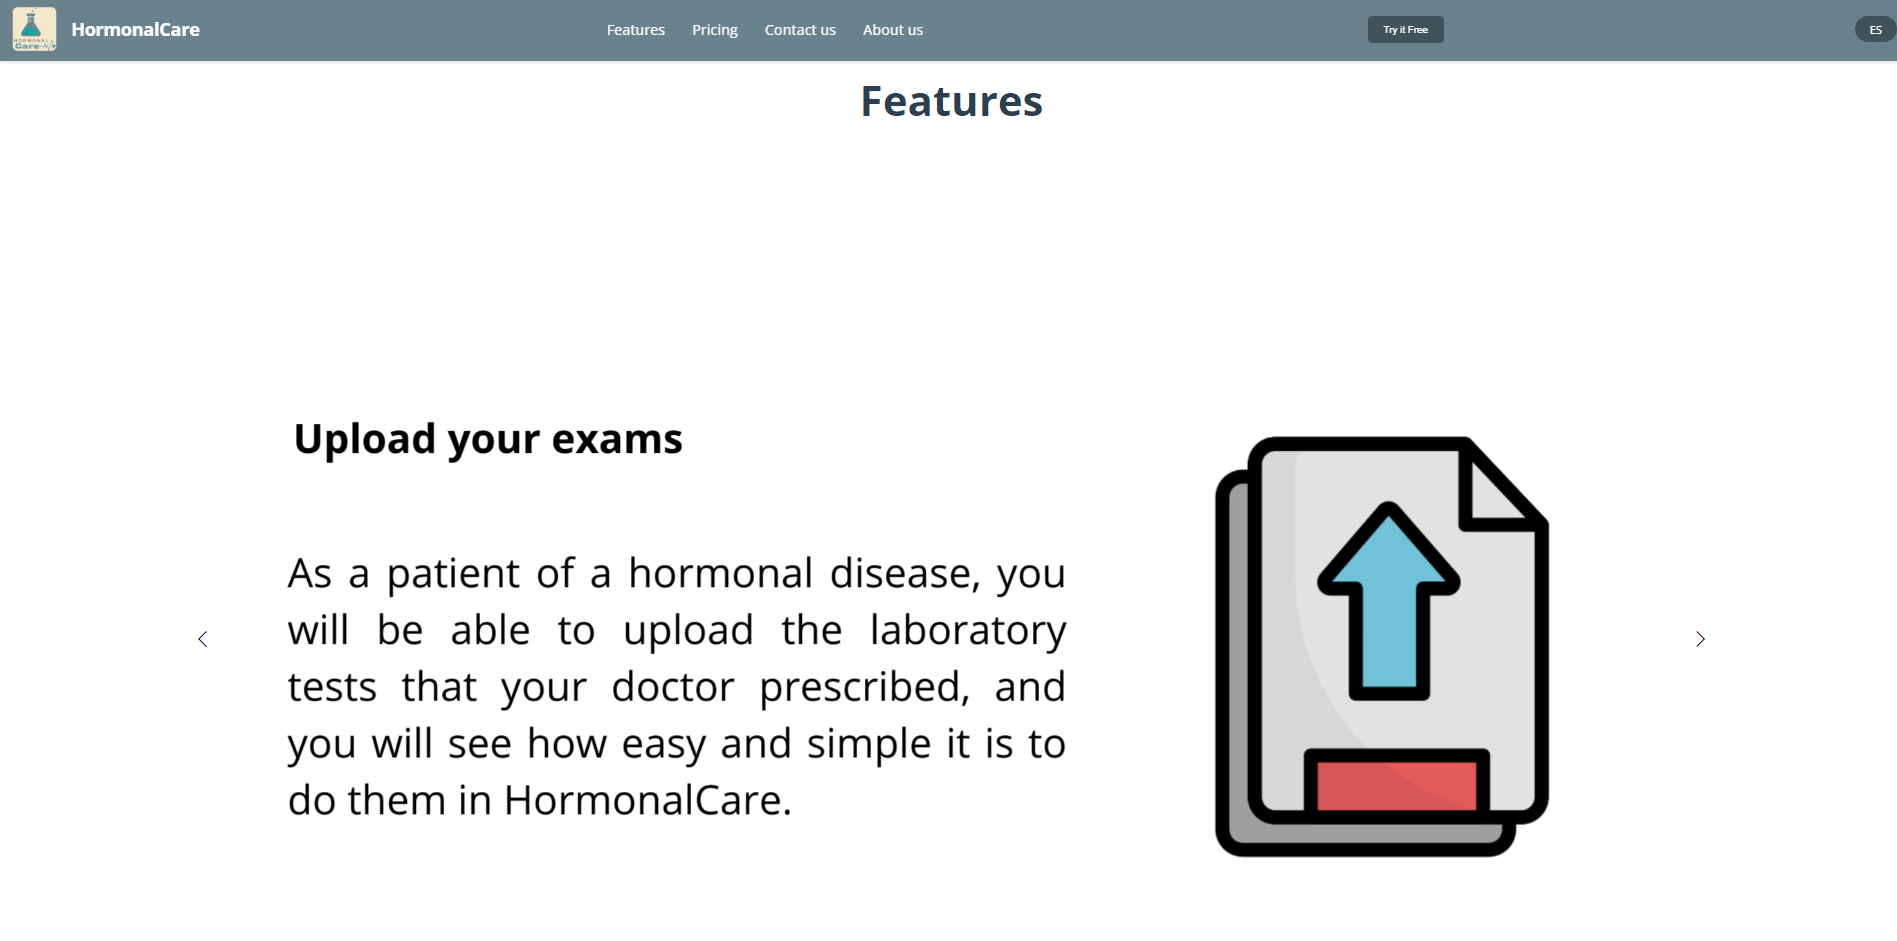 HORMONAL
Care
HormonalCare
Features
Pricing
Contact us
About us
Try it Free
ES
Features
Upload your exams
As a patient of a hormonal disease, you
will be able to upload the laboratory
tests that your doctor prescribed, and
you will see how easy and simple it is to
do them in HormonalCare.